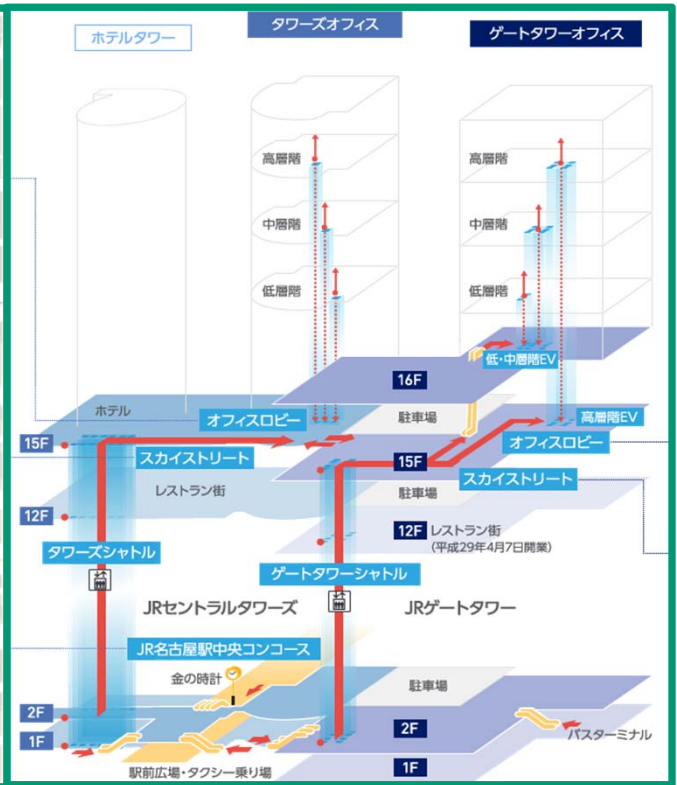 ホテルタワー
タワーズオフィス
ゲートタワーオフィス
高層階
高層階
中層階
中層階
低層階
低層階
低・中層階EV
16F
ホテル
オフィスロビー
駐車場
高層階EV
15F
スカイストリート
15F
オフィスロビー
スカイストリート
レストラン街
駐車場
12F
12F
レストラン街
(平成29年4月7日開業)
タワーズシャトル
ゲートタワーシャトル
JRセントラルタワーズ
JRゲートタワー
JR名古屋駅中央コンコース
金の時計
駐車場
2F
2F
バスターミナル
1F
1F
駅前広場・タクシー乗り場